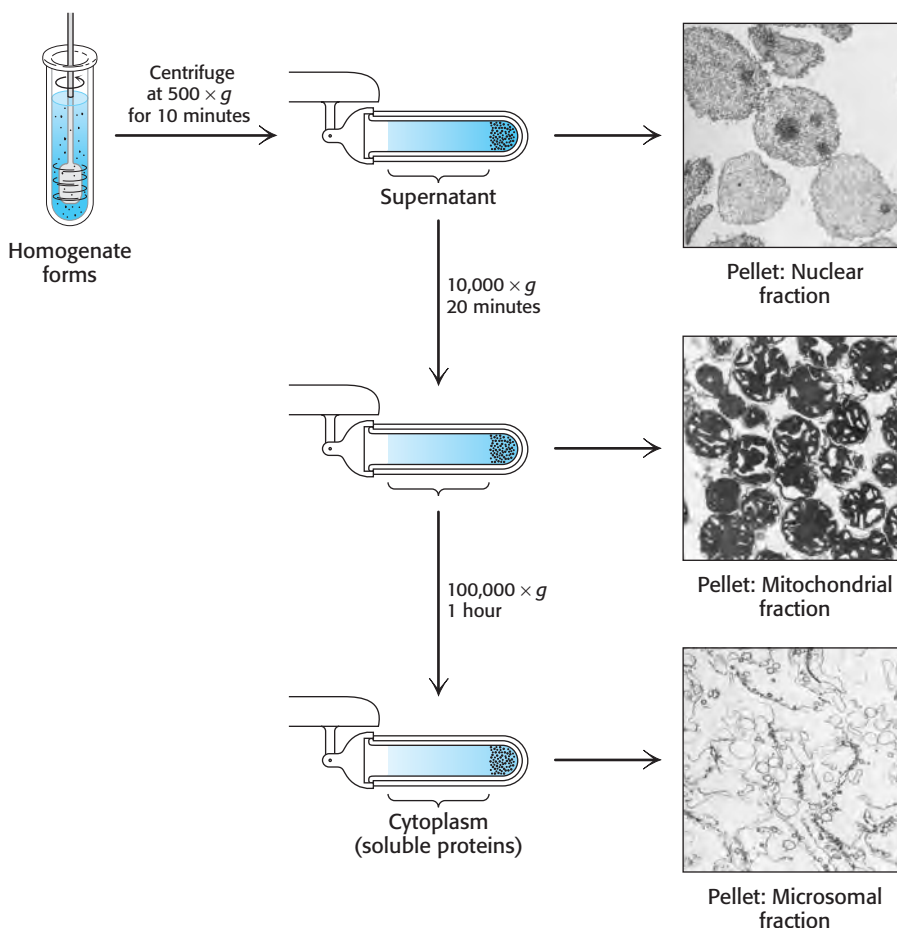 Centrifuge
at 500 × g
for 10 minutes
Homogenate
forms
Supernatant
Pellet: Nuclear
fraction
10,000 × g
20 minutes
Pellet: Mitochondrial
fraction
100,000 × g
1 hour
Cytoplasm
(soluble proteins)
Pellet: Microsomal
fraction